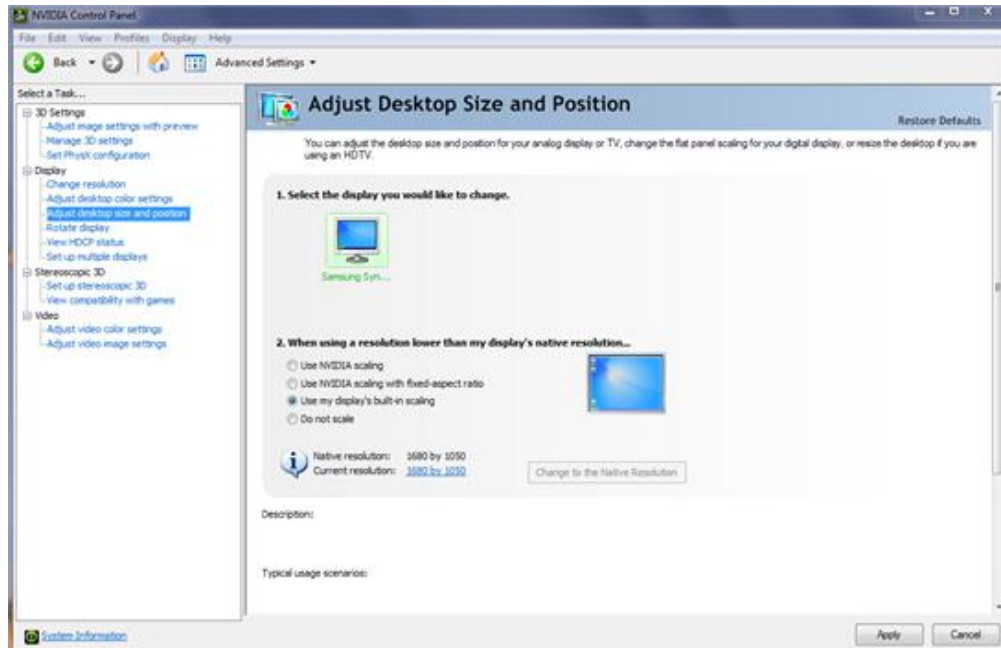 NVIDIA Control Panel
File Edit View Profiles Display Help
Back Advanced Settings
Select a Task...
3D Settings
Adjust image settings with preview
Manage 3D settings
Set PhysX configuration
Display
Change resolution
Adjust desktop color settings
Adjust desktop size and position
Rotate display
View HDCP status
Set up multiple displays
Stereoscopic 3D
Set up stereoscopic 3D
View compatibility with games
Video
Adjust video color settings
Adjust video image settings
System Information
Adjust Desktop Size and Position
Restore Defaults
You can adjust the desktop size and position for your analog display or TV, change the flat panel scaling for your digital display, or resize the desktop if you are
using an HDTV.
1. Select the display you would like to change.
Samsung Syn...
2. When using a resolution lower than my display's native resolution...
Use NVIDIA scaling
Use NVIDIA scaling with fixed-aspect ratio
Use my display's built-in scaling
Do not scale
Native resolution: 1680 by 1050
Current resolution: 1680 by 1050
Change to the Native Resolution
Description:
Typical usage scenarios:
Apply Cancel